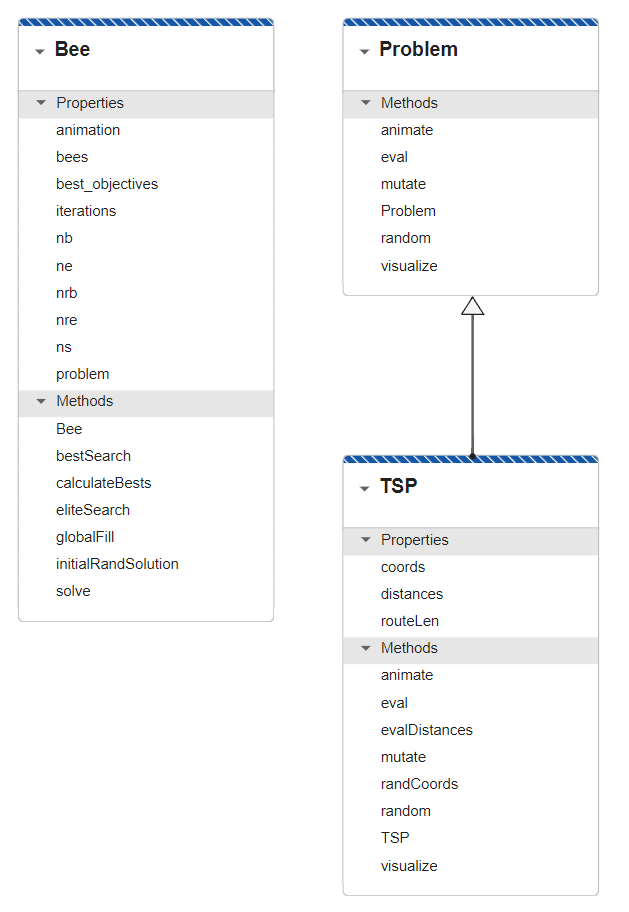 Bee
Properties
animation
bees
best_objectives
iterations
nb
ne
nrb
nre
ns
problem
Methods
Bee
bestSearch
calculateBests
eliteSearch
globalFill
initialRandSolution
solve
Problem
Methods
animate
eval
mutate
Problem
random
visualize
TSP
Properties
coords
distances
routeLen
Methods
animate
eval
evalDistances
mutate
randCoords
random
TSP
visualize